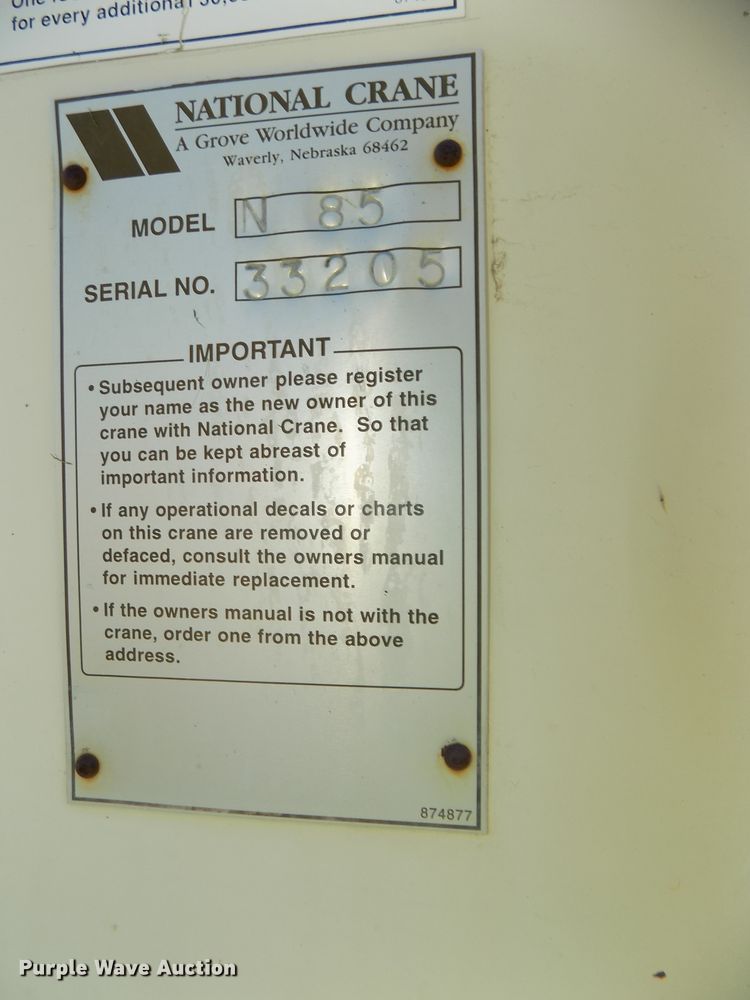 for every additional
NATIONAL CRANE
A Grove Worldwide Company
Waverly, Nebraska 68462
MODEL N 85
SERIAL NO. 33205
IMPORTANT
• Subsequent owner please register
your name as the new owner of this
crane with National Crane. So that
you can be kept abreast of
important information.
• If any operational decals or charts
on this crane are removed or
defaced, consult the owners manual
for immediate replacement.
• If the owners manual is not with the
crane, order one from the above
address.
874877
Purple Wave Auction